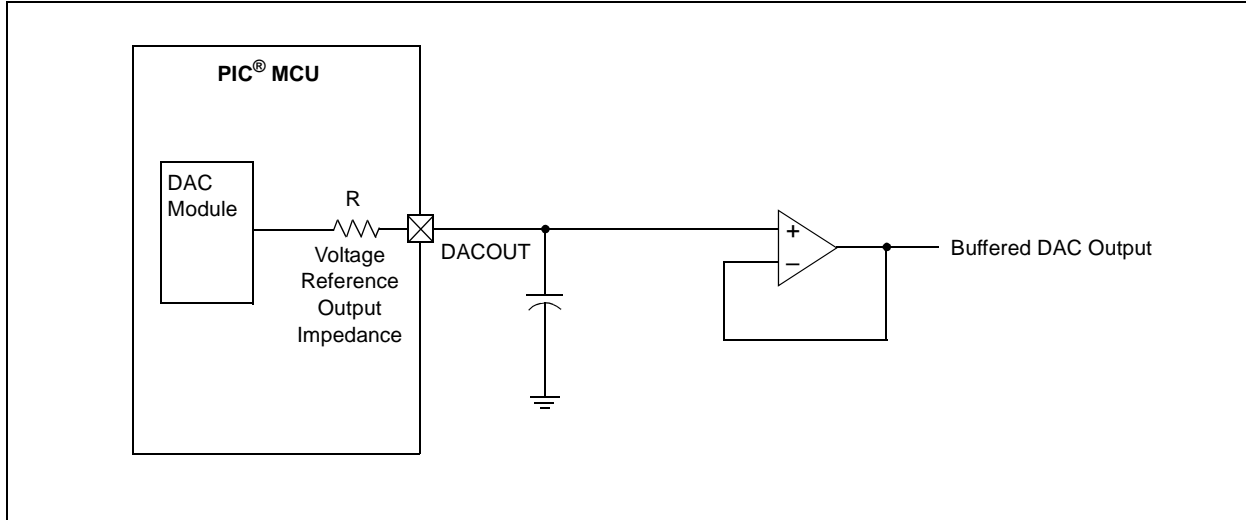 PIC® MCU
DAC
Module
R
Voltage
Reference
Output
Impedance
DACOUT
+
–
Buffered DAC Output